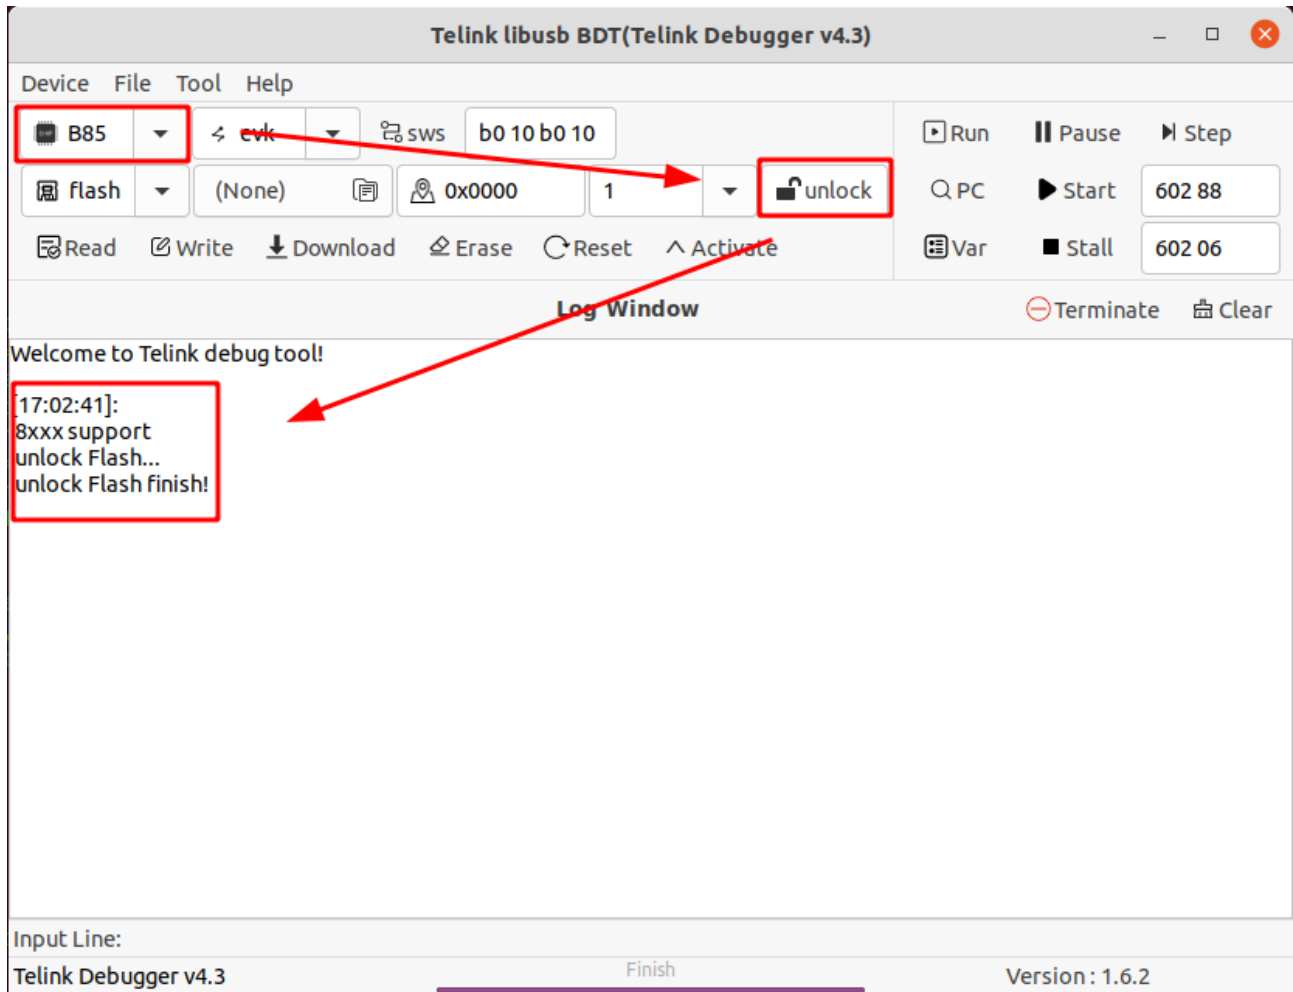 Telink libusb BDT(Telink Debugger v4.3)
Device File Tool Help
B85 evk sws b0 10 b0 10 Run Pause Step
flash (None) 0x0000 1 unlock PC Start 602 88
Read Write Download Erase Reset Activate Var Stall 602 06
Log Window Terminate Clear
Welcome to Telink debug tool!
[17:02:41]:
8xxx support
unlock Flash...
unlock Flash finish!
Input Line:
Telink Debugger v4.3 Finish Version : 1.6.2